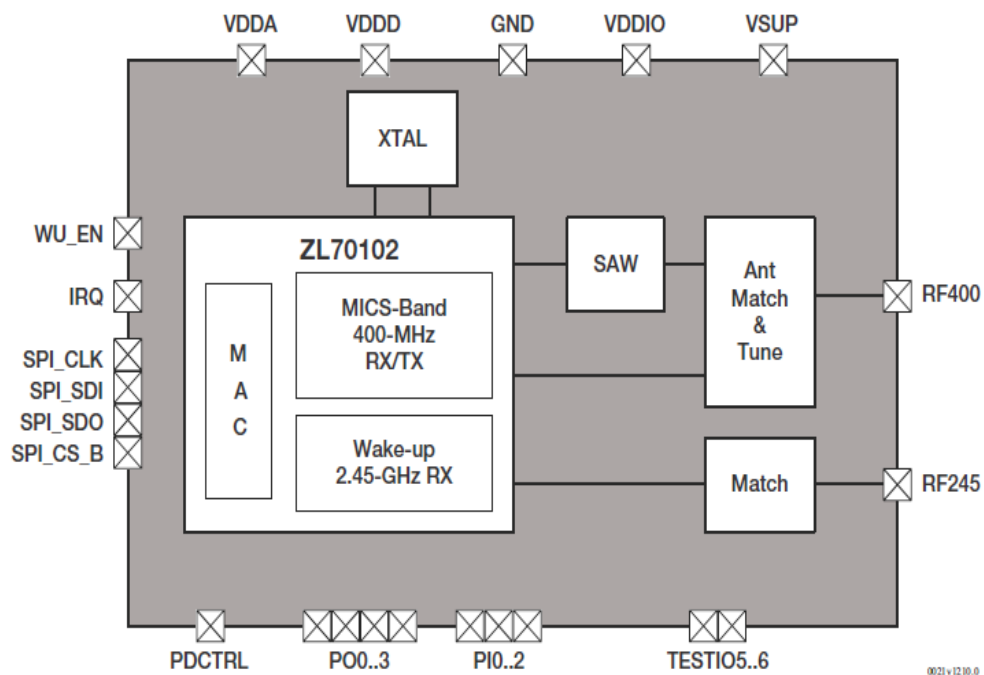 VDDA VDDD GND VDDIO VSUP
XTAL
WU_EN
ZL70102
SAW
Ant
Match
&
Tune
IRQ
RF400
MICS-Band
400-MHz
RX/TX
M
A
C
SPI_CLK
SPI_SDI
SPI_SDO
SPI_CS_B
Wake-up
2.45-GHz RX
Match
RF245
PDCTRL PO0..3 PI0..2 TESTIO5..6
0021v1210.0